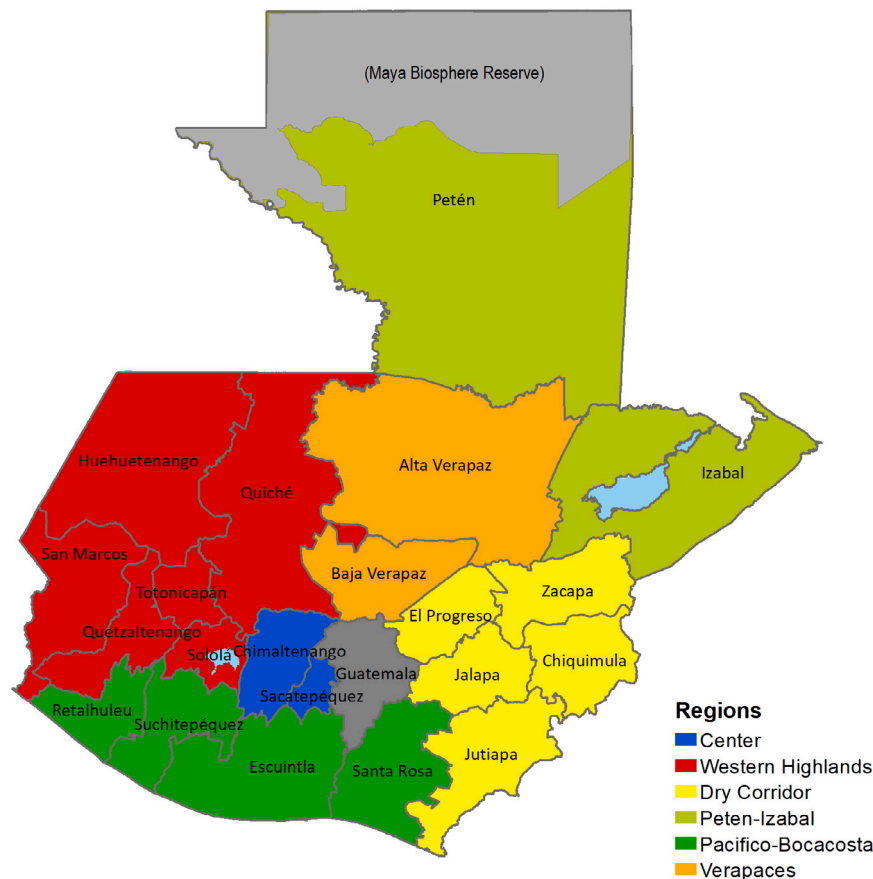 (Maya Biosphere Reserve)
Petén
Huehuetenango
Alta Verapaz
Izabal
Quiché
San Marcos
Baja Verapaz
Totonicapán
Zacapa
El Progreso
Quetzaltenango
Sololá
Chimaltenango
Chiquimula
Guatemala
Jalapa
Sacatepéquez
Retalhuleu
Suchitepéquez
Jutiapa
Escuintla
Santa Rosa
Regions
Center
Western Highlands
Dry Corridor
Peten-Izabal
Pacifico-Bocacosta
Verapaces